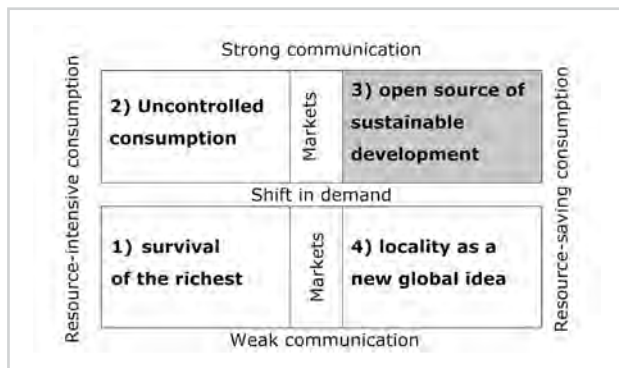 Strong communication
Resource-intensive consumption
2) Uncontrolled
consumption
Markets
3) open source of
sustainable
development
Resource-saving consumption
Shift in demand
1) survival
of the richest
Markets
4) locality as a
new global idea
Weak communication